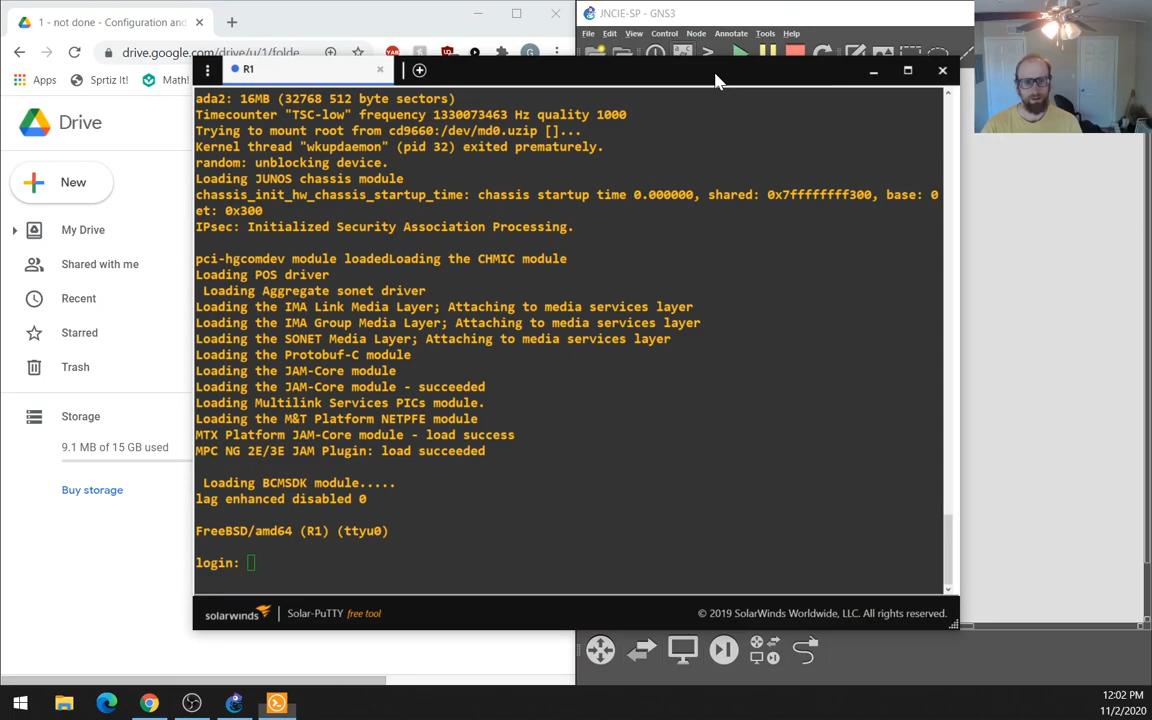 1 - not done - Configuration and
JNCIE-SP - GNS3
File Edit View Control Node Annotate Tools Help
drive.google.com/drive/u/1/folde
Apps
Sprtiz It!
Math!
R1
Drive
New
My Drive
Shared with me
Recent
Starred
Trash
Storage
9.1 MB of 15 GB used
Buy storage
ada2: 16MB (32768 512 byte sectors)
Timecounter "TSC-low" frequency 1330073463 Hz quality 1000
Trying to mount root from cd9660:/dev/md0.uzip []...
Kernel thread "wkupdaemon" (pid 32) exited prematurely.
random: unblocking device.
Loading JUNOS chassis module
chassis_init_hw_chassis_startup_time: chassis startup time 0.000000, shared: 0x7ffffffff300, base: 0
et: 0x300
IPsec: Initialized Security Association Processing.
pci-hgcomdev module loadedLoading the CHMIC module
Loading POS driver
Loading Aggregate sonet driver
Loading the IMA Link Media Layer; Attaching to media services layer
Loading the IMA Group Media Layer; Attaching to media services layer
Loading the SONET Media Layer; Attaching to media services layer
Loading the Protobuf-C module
Loading the JAM-Core module
Loading the JAM-Core module - succeeded
Loading Multilink Services PICs module.
Loading the M&T Platform NETPFE module
MTX Platform JAM-Core module - load success
MPC NG 2E/3E JAM Plugin: load succeeded
Loading BCMSDK module.....
lag enhanced disabled 0
FreeBSD/amd64 (R1) (ttyu0)
login:
solarwinds
Solar-PuTTY free tool
© 2019 SolarWinds Worldwide, LLC. All rights reserved.
12:02 PM
11/2/2020